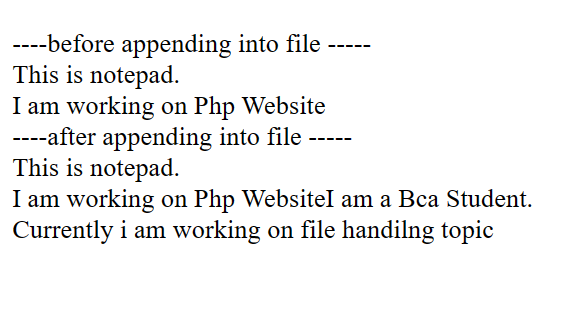 ----before appending into file -----
This is notepad.
I am working on Php Website
----after appending into file -----
This is notepad.
I am working on Php WebsiteI am a Bca Student.
Currently i am working on file handilng topic